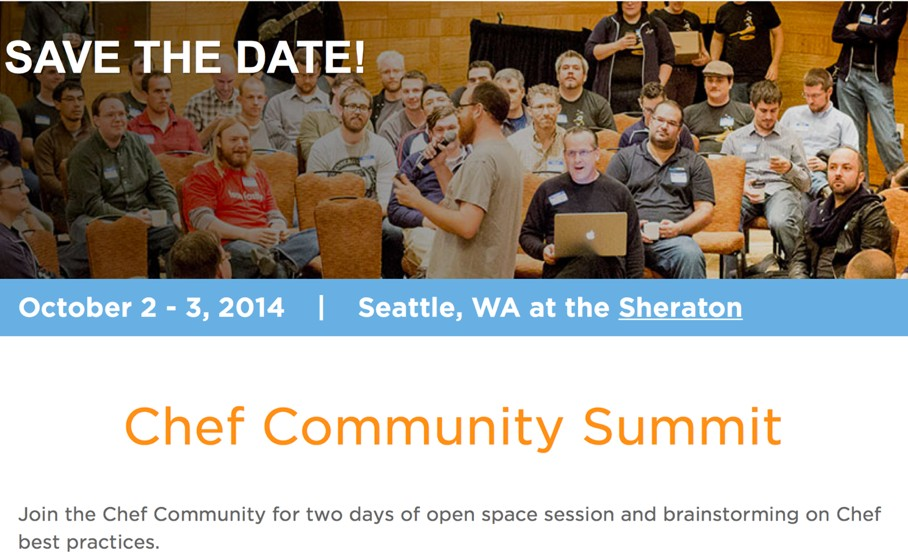 SAVE THE DATE!
October 2 - 3, 2014 | Seattle, WA at the Sheraton
Chef Community Summit
Join the Chef Community for two days of open space session and brainstorming on Chef
best practices.